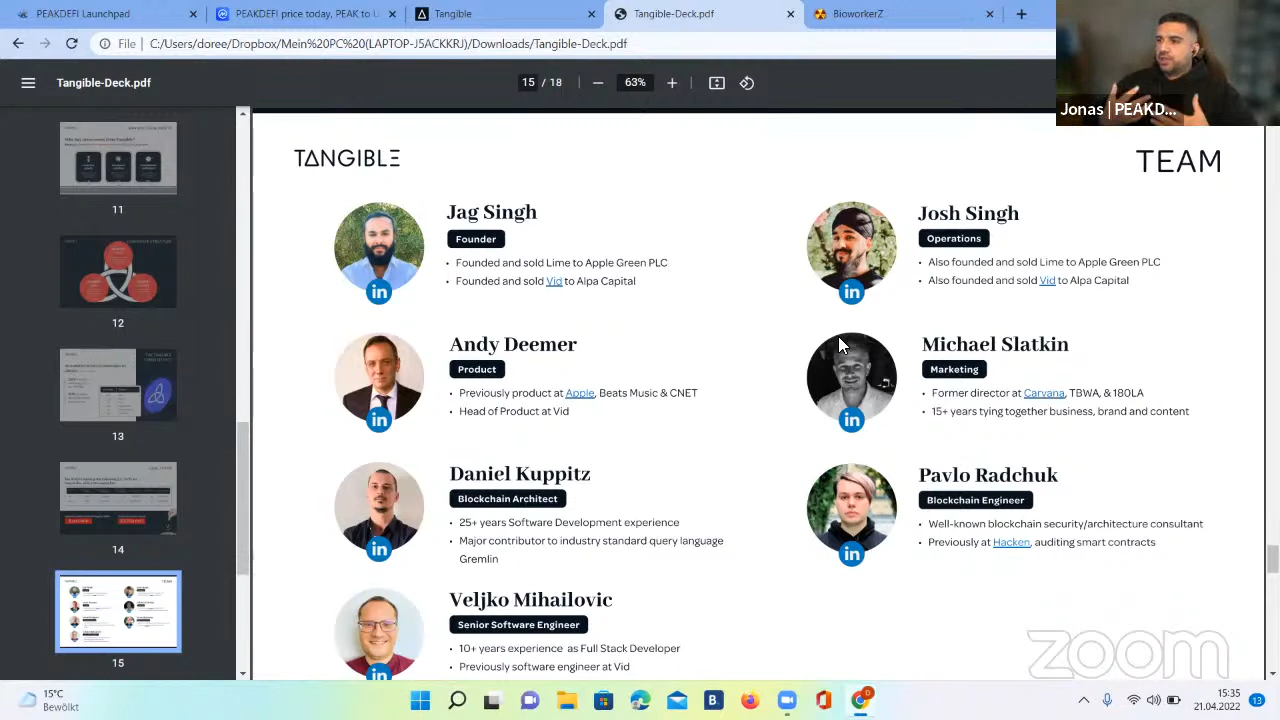 PEAKDEFI Launchpad
PEAKDEFI price today, PEAK to U
Tangible
Tangible-Deck.pdf
BioworkerZ
File | C:/Users/doree/Dropbox/Mein%20PC%20(LAPTOP-J5ACKKRJ)/Downloads/Tangible-Deck.pdf
Tangible-Deck.pdf
15 / 18
63%
Jonas | PEAKD...
TANGIBLE
TEAM
Jag Singh
Founder
• Founded and sold Lime to Apple Green PLC
• Founded and sold Vid to Alpa Capital
Josh Singh
Operations
• Also founded and sold Lime to Apple Green PLC
• Also founded and sold Vid to Alpa Capital
Andy Deemer
Product
• Previously product at Apple, Beats Music & CNET
• Head of Product at Vid
Michael Slatkin
Marketing
• Former director at Carvana, TBWA, & 180LA
• 15+ years tying together business, brand and content
Daniel Kuppitz
Blockchain Architect
• 25+ years Software Development experience
• Major contributor to industry standard query language
Gremlin
Pavlo Radchuk
Blockchain Engineer
• Well-known blockchain security/architecture consultant
• Previously at Hacken, auditing smart contracts
Veljko Mihailovic
Senior Software Engineer
• 10+ years experience as Full Stack Developer
• Previously software engineer at Vid
in
in
in
in
in
in
in
11
12
13
14
15
zoom
15°C
Bewölkt
15:35
21.04.2022
13